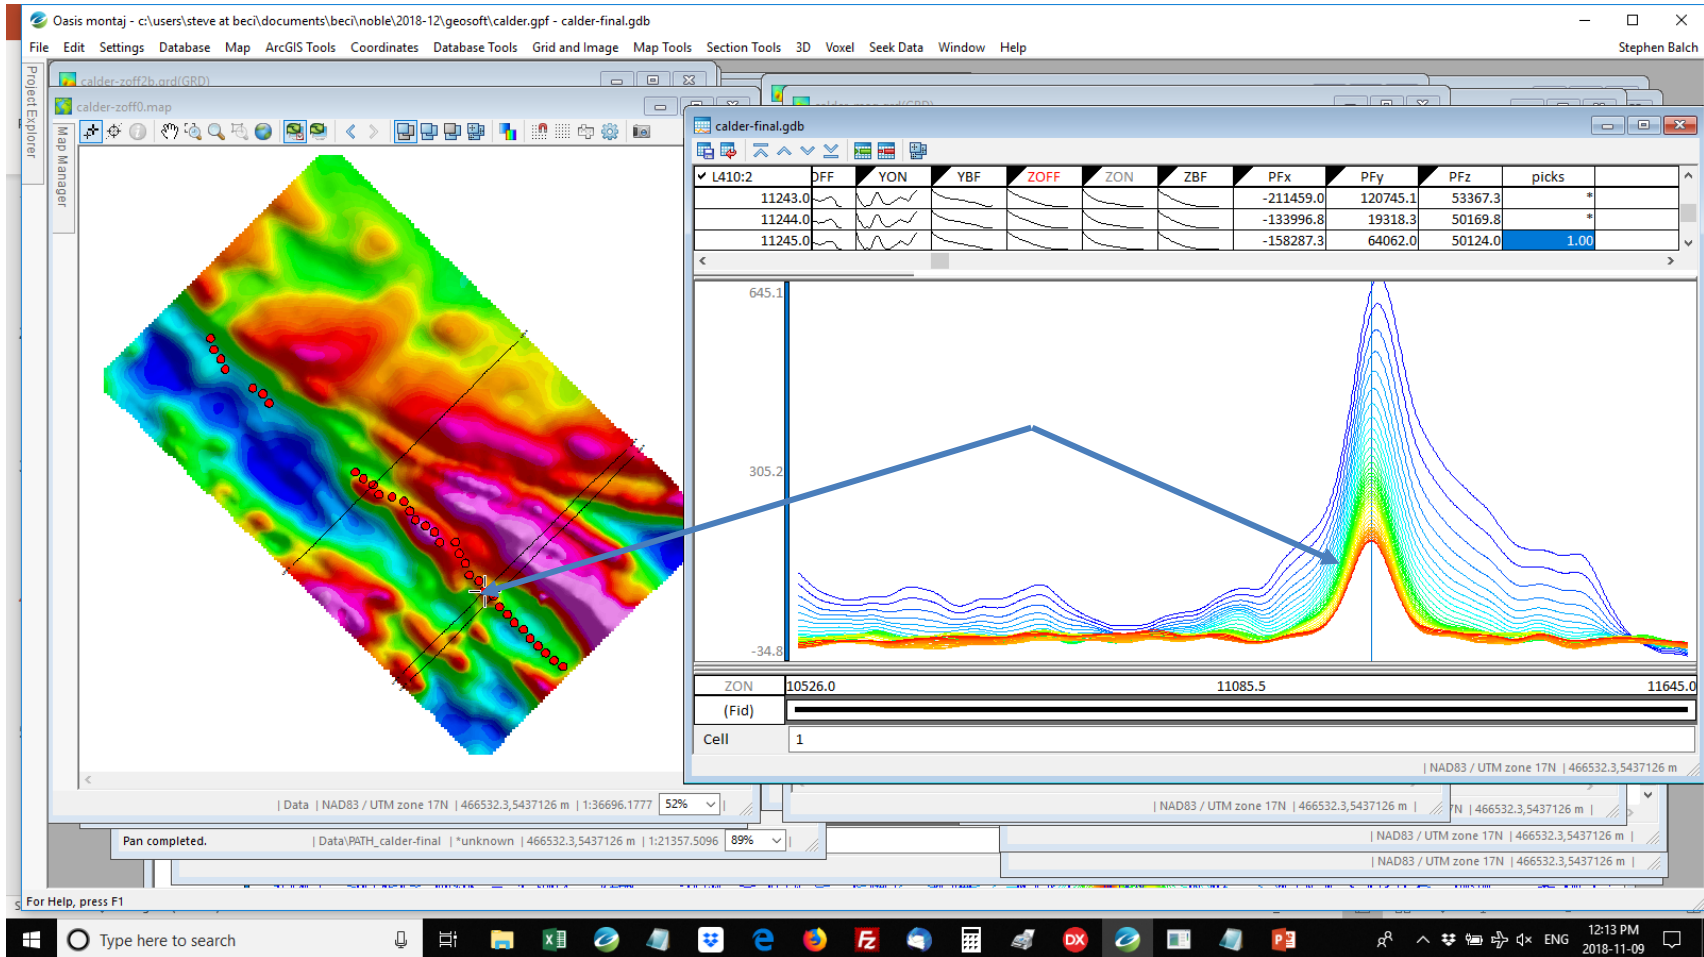 Oasis montaj - c:\users\steve at beci\documents\beci\noble\2018-12\geosoft\calder.gpf - calder-final.gdb
File Edit Settings Database Map ArcGIS Tools Coordinates Database Tools Grid and Image Map Tools Section Tools 3D Voxel Seek Data Window Help Stephen Balch
Project Explorer
calder-zoff2b.grd(GRD)
calder-zoff0.map
Map Manager
calder-final.gdb
L410:2 OFF YON YBF ZOFF ZON ZBF PFx PFy PFz picks
11243.0 -211459.0 120745.1 53367.3 *
11244.0 -133996.8 19318.3 50169.8 *
11245.0 -158287.3 64062.0 50124.0 1.00
645.1
305.2
-34.8
ZON 10526.0 11085.5 11645.0
(Fid)
Cell 1
| NAD83 / UTM zone 17N | 466532.3,5437126 m
| Data | NAD83 / UTM zone 17N | 466532.3,5437126 m | 1:36696.1777 52%
| NAD83 / UTM zone 17N | 466532.3,5437126 m |
7N | 466532.3,5437126 m |
Pan completed. | Data\PATH_calder-final | *unknown | 466532.3,5437126 m | 1:21357.5096 89%
| NAD83 / UTM zone 17N | 466532.3,5437126 m |
| NAD83 / UTM zone 17N | 466532.3,5437126 m |
For Help, press F1
Type here to search
DX
ENG
12:13 PM
2018-11-09